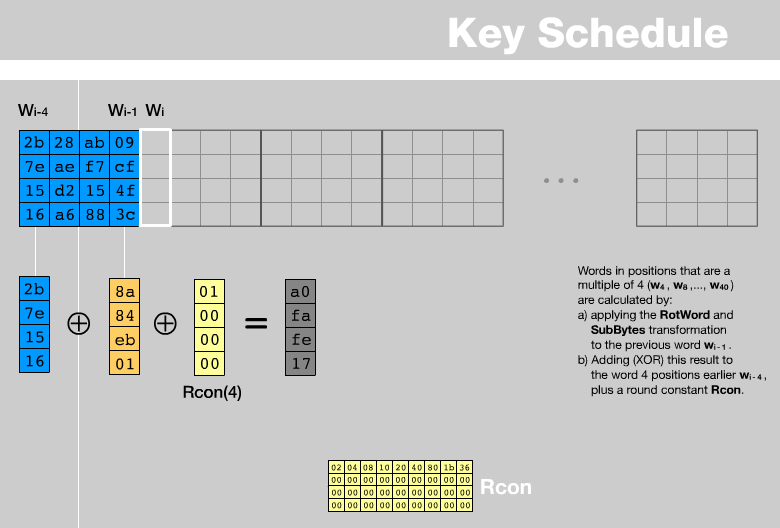 Key Schedule
Wi-4 Wi-1 Wi
2b 28 ab 09
7e ae f7 cf
15 d2 15 4f
16 a6 88 3c
• • •
2b ⊕ 8a ⊕ 01 = a0
7e 84 00 fa
15 eb 00 fe
16 01 00 17
Rcon(4)
Words in positions that are a
multiple of 4 (w4, w8,..., w40)
are calculated by:
a) applying the RotWord and
SubBytes transformation
to the previous word wi-1.
b) Adding (XOR) this result to
the word 4 positions earlier wi-4,
plus a round constant Rcon.
02 04 08 10 20 40 80 1b 36
00 00 00 00 00 00 00 00 00
00 00 00 00 00 00 00 00 00
00 00 00 00 00 00 00 00 00
Rcon